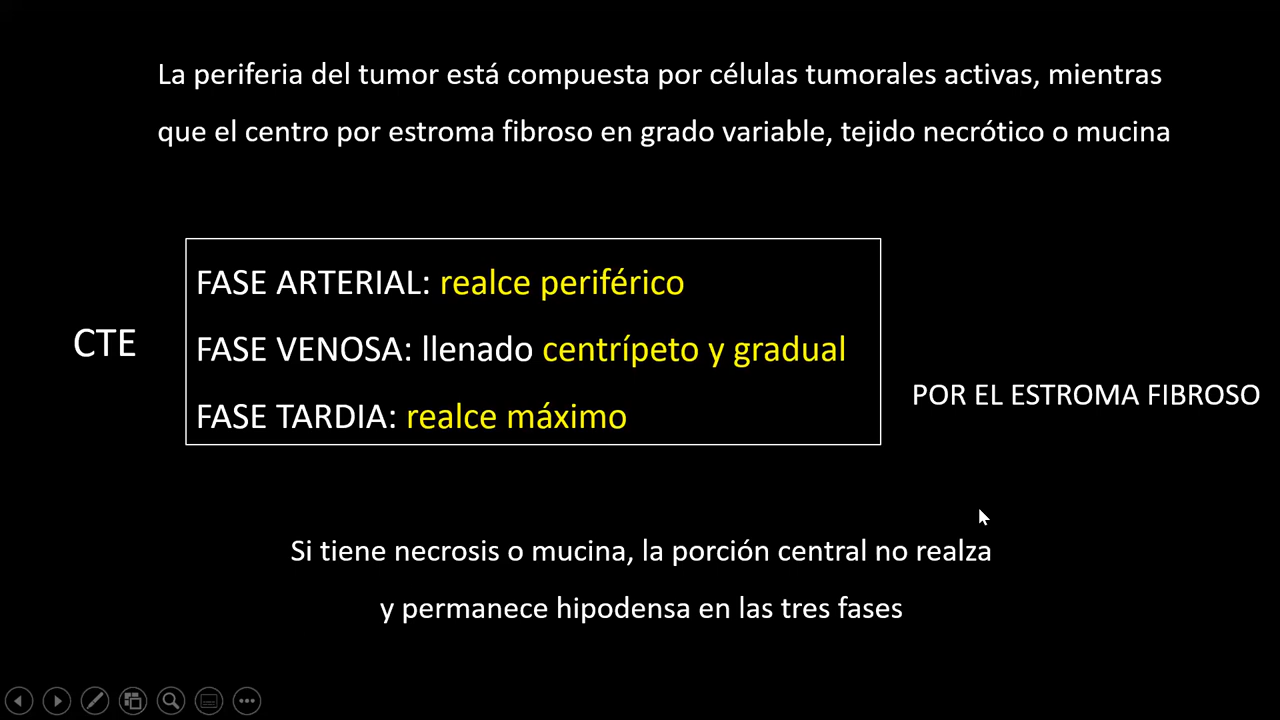 La periferia del tumor está compuesta por células tumorales activas, mientras
que el centro por estroma fibroso en grado variable, tejido necrótico o mucina
FASE ARTERIAL: realce periférico
CTE
FASE VENOSA: llenado centrípeto y gradual
FASE TARDIA: realce máximo
POR EL ESTROMA FIBROSO
Si tiene necrosis o mucina, la porción central no realza
y permanece hipodensa en las tres fases